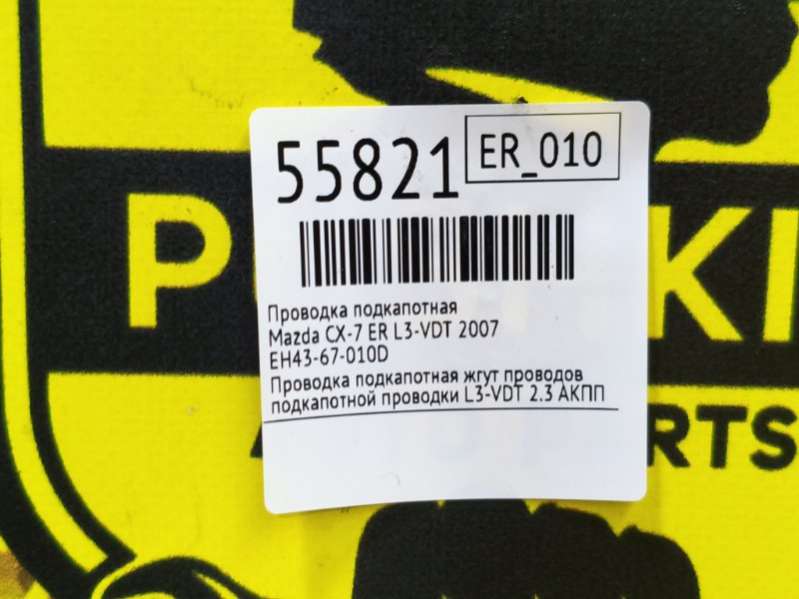 55821
ER_010
Проводка подкапотная
Mazda CX-7 ER L3-VDT 2007
EH43-67-010D
Проводка подкапотная жгут проводов
подкапотной проводки L3-VDT 2.3 АКПП